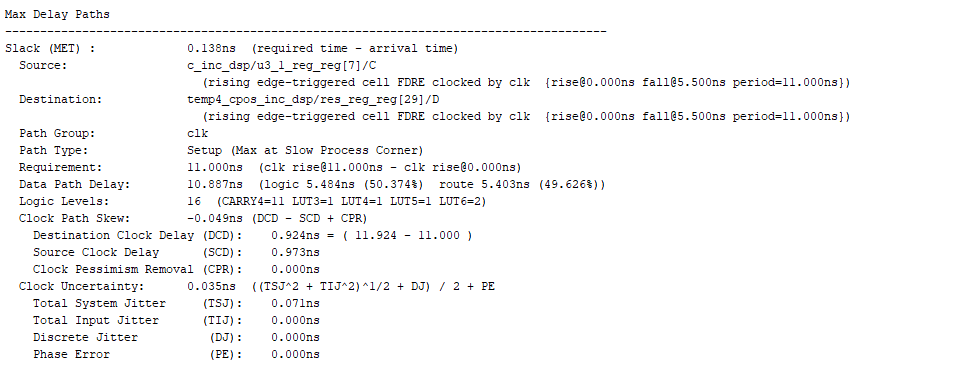 Max Delay Paths
--------------------------------------------------------------------------------------
Slack (MET) :             0.138ns  (required time - arrival time)
  Source:                 c_inc_dsp/u3_1_reg_reg[7]/C
                            (rising edge-triggered cell FDRE clocked by clk  {rise@0.000ns fall@5.500ns period=11.000ns})
  Destination:            temp4_cpos_inc_dsp/res_reg_reg[29]/D
                            (rising edge-triggered cell FDRE clocked by clk  {rise@0.000ns fall@5.500ns period=11.000ns})
  Path Group:             clk
  Path Type:              Setup (Max at Slow Process Corner)
  Requirement:            11.000ns  (clk rise@11.000ns - clk rise@0.000ns)
  Data Path Delay:        10.887ns  (logic 5.484ns (50.374%)  route 5.403ns (49.626%))
  Logic Levels:           16  (CARRY4=11 LUT3=1 LUT4=1 LUT5=1 LUT6=2)
  Clock Path Skew:        -0.049ns (DCD - SCD + CPR)
    Destination Clock Delay (DCD):    0.924ns = ( 11.924 - 11.000 )
    Source Clock Delay      (SCD):    0.973ns
    Clock Pessimism Removal (CPR):    0.000ns
  Clock Uncertainty:      0.035ns  ((TSJ^2 + TIJ^2)^1/2 + DJ) / 2 + PE
    Total System Jitter     (TSJ):    0.071ns
    Total Input Jitter      (TIJ):    0.000ns
    Discrete Jitter          (DJ):    0.000ns
    Phase Error              (PE):    0.000ns